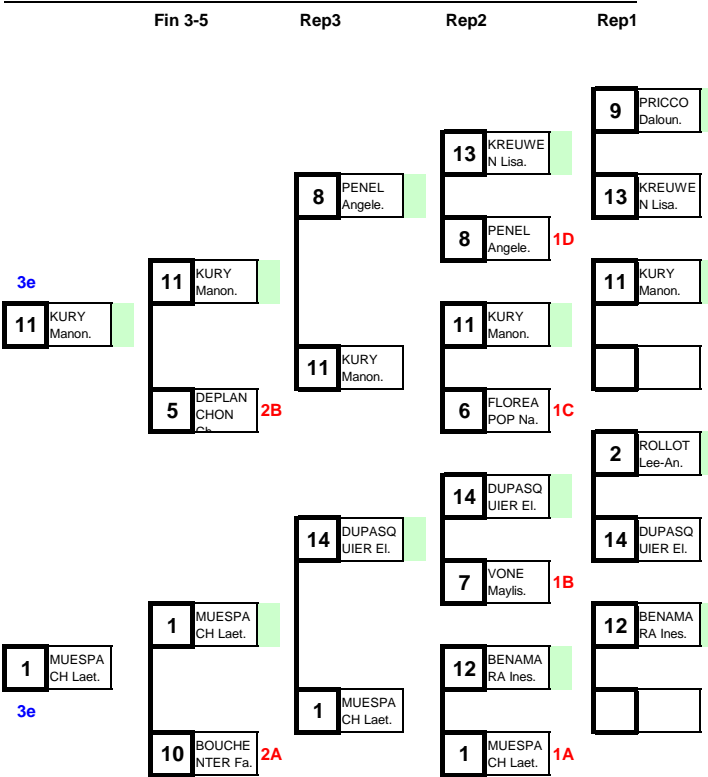 Fin 3-5 Rep3 Rep2 Rep1
9 PRICCO
Daloun.
13 KREUWE
N Lisa.
8 PENEL
Angele.
13 KREUWE
N Lisa.
8 PENEL
Angele. 1D
11 KURY
Manon.
11 KURY
Manon.
3e
11 KURY
Manon.
11 KURY
Manon.
11 KURY
Manon.
5 DEPLAN
CHON 2B
6 FLOREA
POP Na. 1C
2 ROLLOT
Lee-An.
14 DUPASQ
UIER El.
14 DUPASQ
UIER El.
14 DUPASQ
UIER El.
7 VONE
Maylis. 1B
1 MUESPA
CH Laet.
12 BENAMA
RA Ines.
1 MUESPA
CH Laet.
3e
12 BENAMA
RA Ines.
1 MUESPA
CH Laet.
10 BOUCHE
NTER Fa. 2A
1 MUESPA
CH Laet. 1A